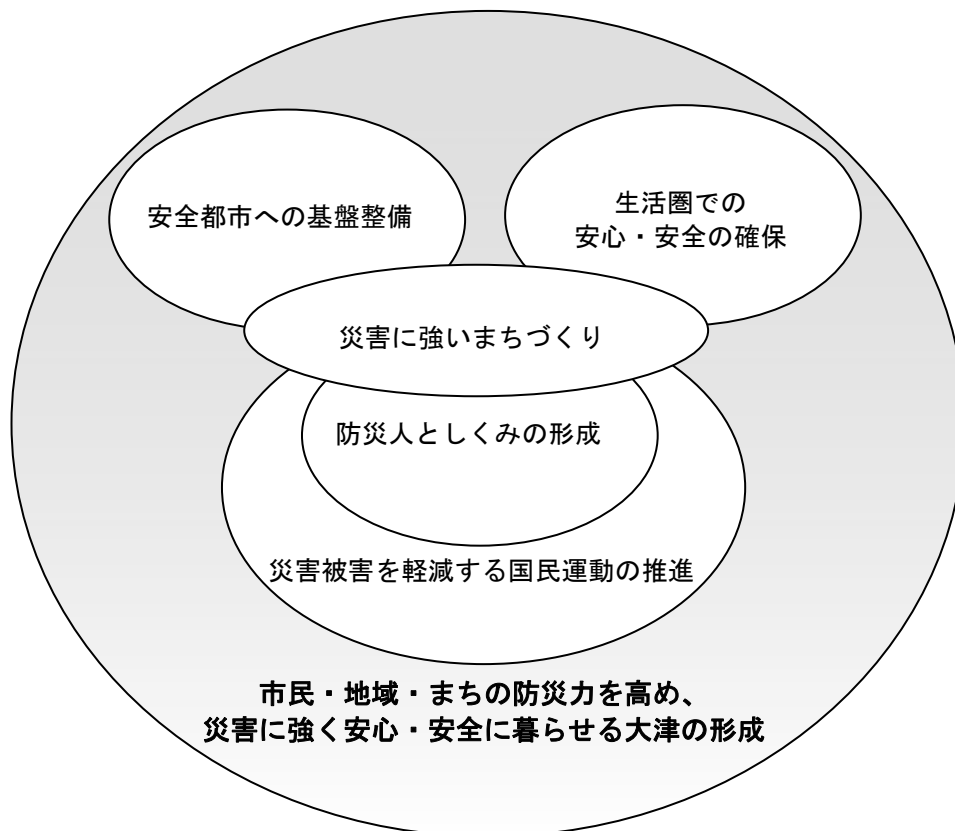 安全都市への基盤整備
生活圏での
安心・安全の確保
災害に強いまちづくり
防災人としくみの形成
災害被害を軽減する国民運動の推進
市民・地域・まちの防災力を高め、
災害に強く安心・安全に暮らせる大津の形成